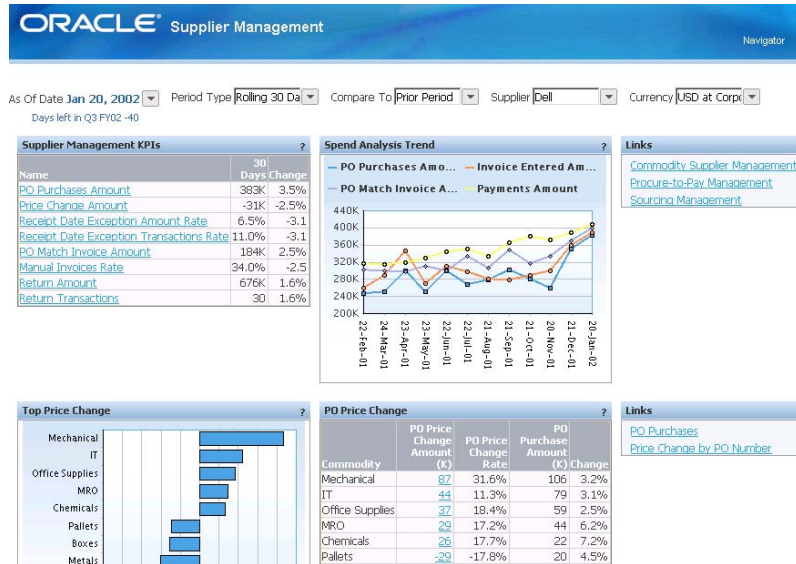 ORACLE® Supplier Management
Navigator
As Of Date Jan 20, 2002 Period Type Rolling 30 Da Compare To Prior Period Supplier Dell Currency USD at Corp
Days left in Q3 FY02 -40
Supplier Management KPIs ?
Name 30 Days Change
PO Purchases Amount 383K 3.5%
Price Change Amount -31K -2.5%
Receipt Date Exception Amount Rate 6.5% -3.1
Receipt Date Exception Transactions Rate 11.0% -3.1
PO Match Invoice Amount 184K 2.5%
Manual Invoices Rate 34.0% -2.5
Return Amount 676K 1.6%
Return Transactions 30 1.6%
Spend Analysis Trend ?
PO Purchases Amo... Invoice Entered Am...
PO Match Invoice A... Payments Amount
440K
400K
360K
320K
280K
240K
200K
22-Feb-01
24-Mar-01
23-Apr-01
23-May-01
22-Jun-01
22-Jul-01
21-Aug-01
21-Sep-01
21-Oct-01
20-Nov-01
21-Dec-01
20-Jan-02
Links
Commodity Supplier Management
Procure-to-Pay Management
Sourcing Management
Top Price Change ?
Mechanical
IT
Office Supplies
MRO
Chemicals
Pallets
Boxes
Metals
PO Price Change ?
Commodity PO Price Change Amount (K) PO Price Change Rate PO Purchase Amount (K) Change
Mechanical 87 31.6% 106 3.2%
IT 44 11.3% 79 3.1%
Office Supplies 37 18.4% 59 2.5%
MRO 29 17.2% 44 6.2%
Chemicals 26 17.7% 22 7.2%
Pallets -29 -17.8% 20 4.5%
Links
PO Purchases
Price Change by PO Number